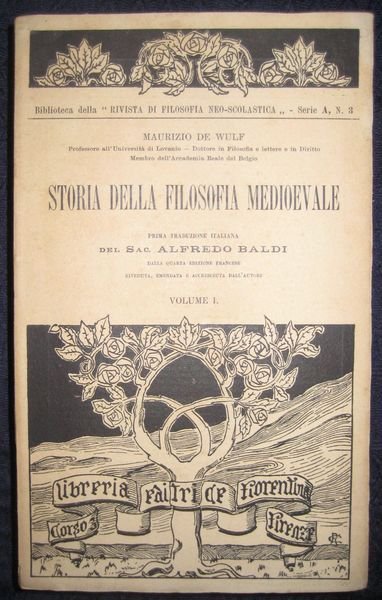 Biblioteca della “ RIVISTA DI FILOSOFIA NEO-SCOLASTICA „ - Serie A, N. 3
MAURIZIO DE WULF
Professore all'Università di Lovanio - Dottore in Filosofia e lettere e in Diritto
Membro dell'Accademia Reale del Belgio
STORIA DELLA FILOSOFIA MEDIOEVALE
PRIMA TRADUZIONE ITALIANA
DEL SAC. ALFREDO BALDI
DALLA QUARTA EDIZIONE FRANCESE
RIVEDUTA, EMENDATA E ACCRESCIUTA DALL'AUTORE
VOLUME I.
Libreria Editrice Fiorentina
Corso 3 Firenze